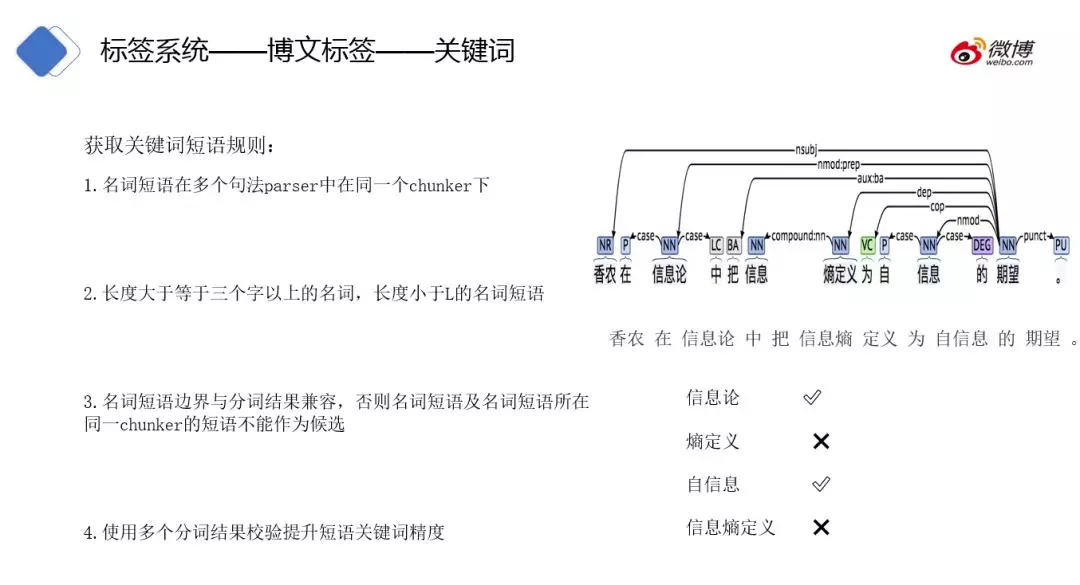 标签系统——博文标签——关键词
微博
weibo.com
获取关键词短语规则：
1.名词短语在多个句法parser中在同一个chunker下
2.长度大于等于三个字以上的名词，长度小于L的名词短语
3.名词短语边界与分词结果兼容，否则名词短语及名词短语所在
同一chunker的短语不能作为候选
4.使用多个分词结果校验提升短语关键词精度
nsubj
nmod:prep
aux:ba
dep
cop
nmod
case case compound:nn case case punct
NR P NN LC BA NN NN VC P NN DEG NN PU
香农 在 信息论 中 把 信息 熵定义 为 自 信息 的 期望 。
香农 在 信息论 中 把 信息熵 定义 为 自信息 的 期望 。
信息论 ✓
熵定义 ✕
自信息 ✓
信息熵定义 ✕